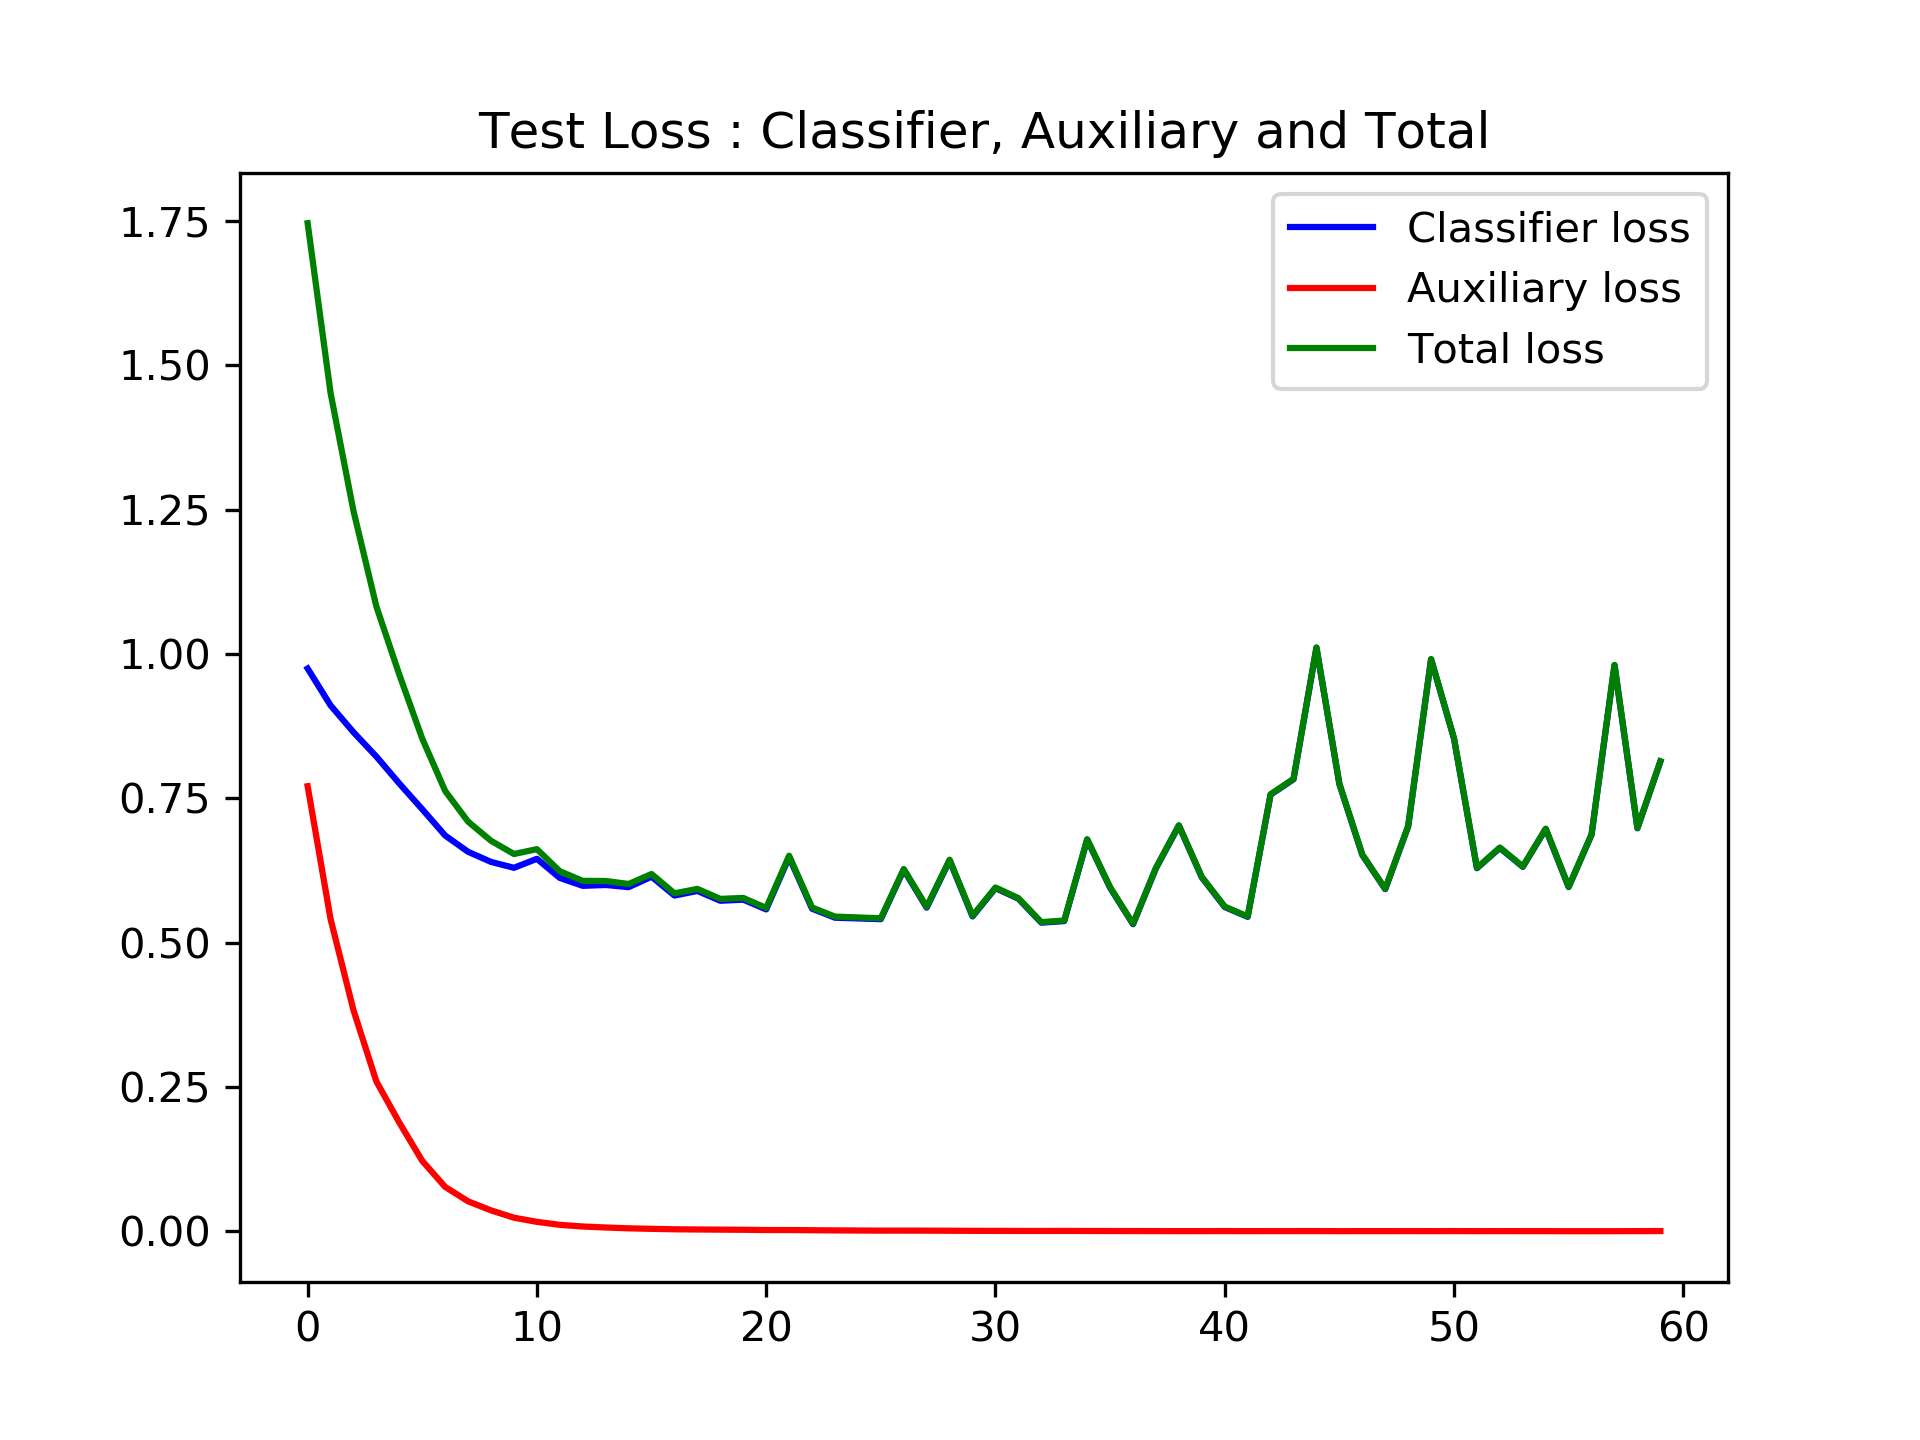 Test Loss : Classifier, Auxiliary and Total
Classifier loss
Auxiliary loss
Total loss
1.75
1.50
1.25
1.00
0.75
0.50
0.25
0.00
0 10 20 30 40 50 60